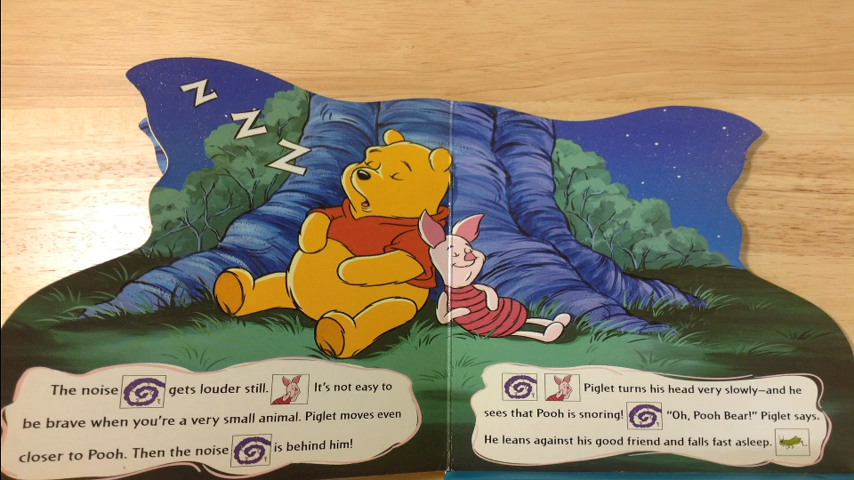 Z
Z
Z
The noise gets louder still. It's not easy to
be brave when you're a very small animal. Piglet moves even
closer to Pooh. Then the noise is behind him!
Piglet turns his head very slowly—and he
sees that Pooh is snoring! "Oh, Pooh Bear!" Piglet says.
He leans against his good friend and falls fast asleep.